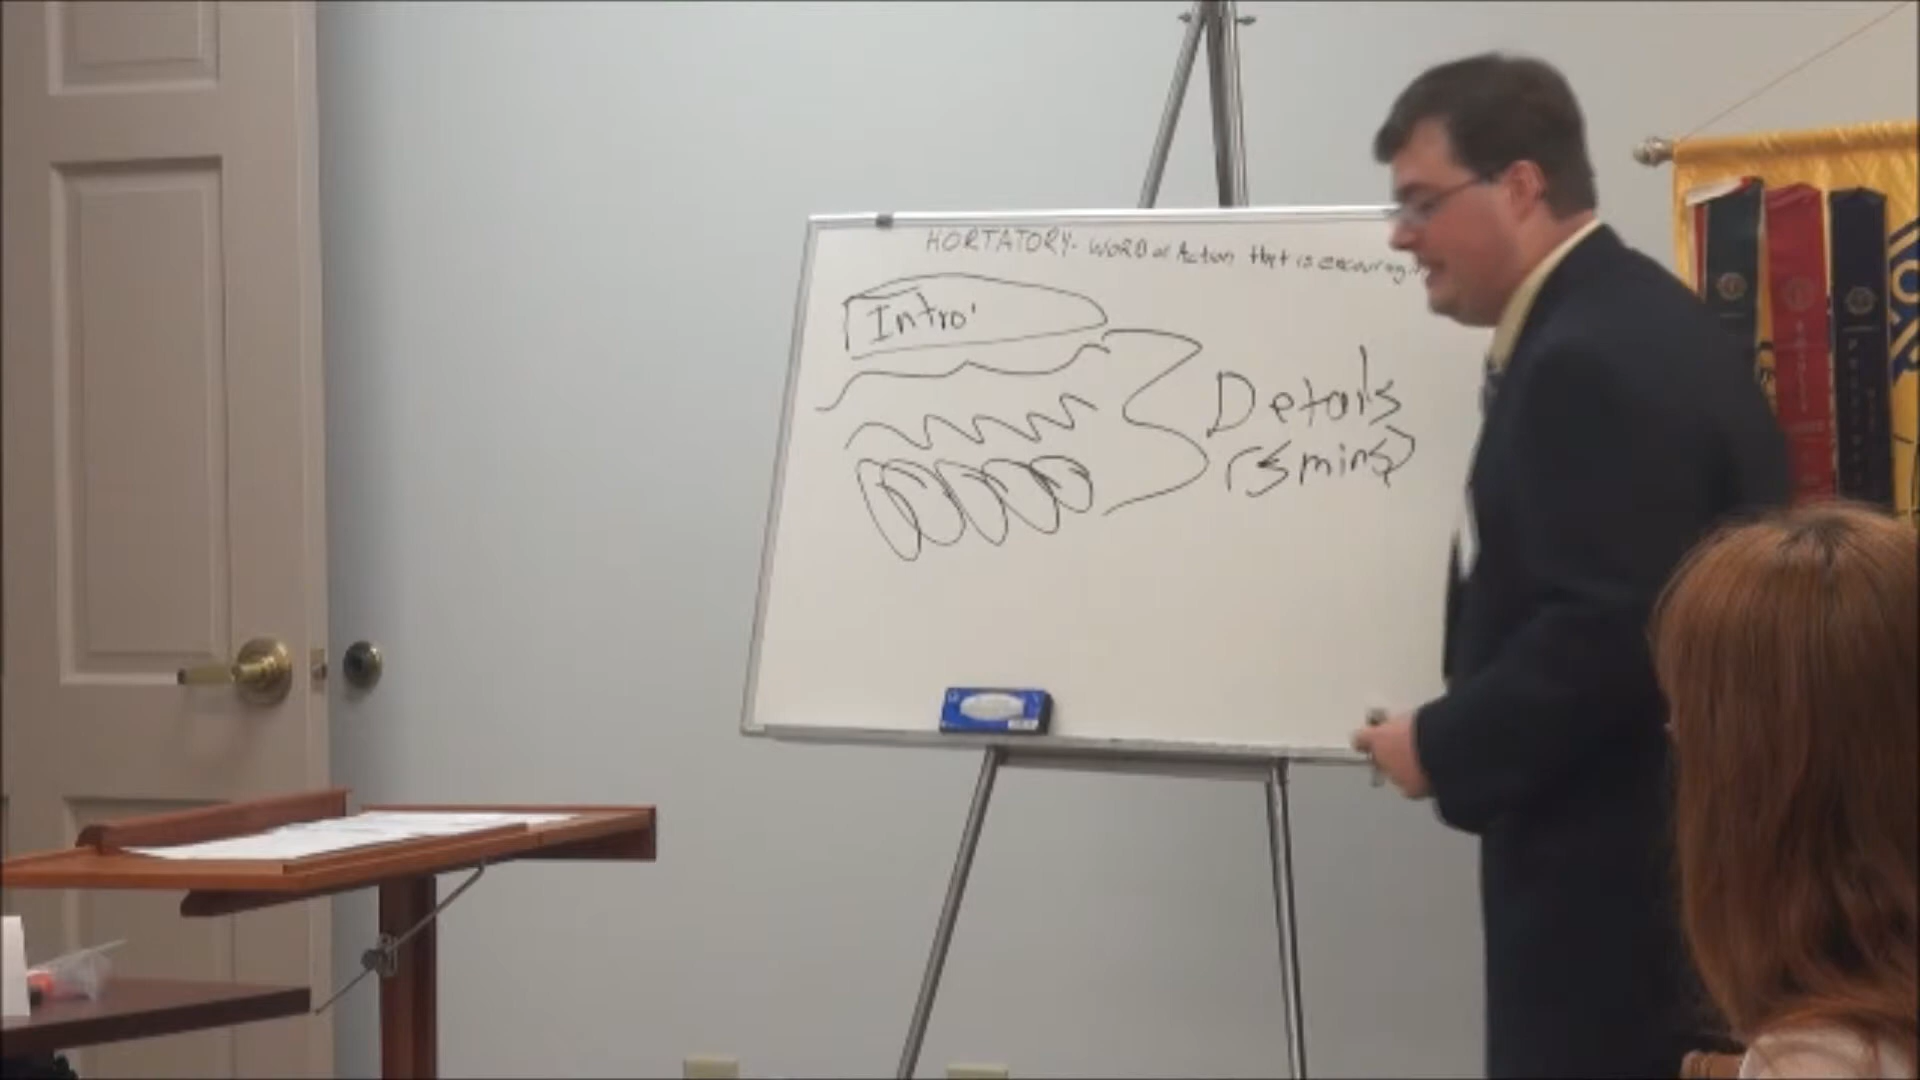 HORTATORY- WORD or Action that is encouraging
Intro'
Details
(5 mins)